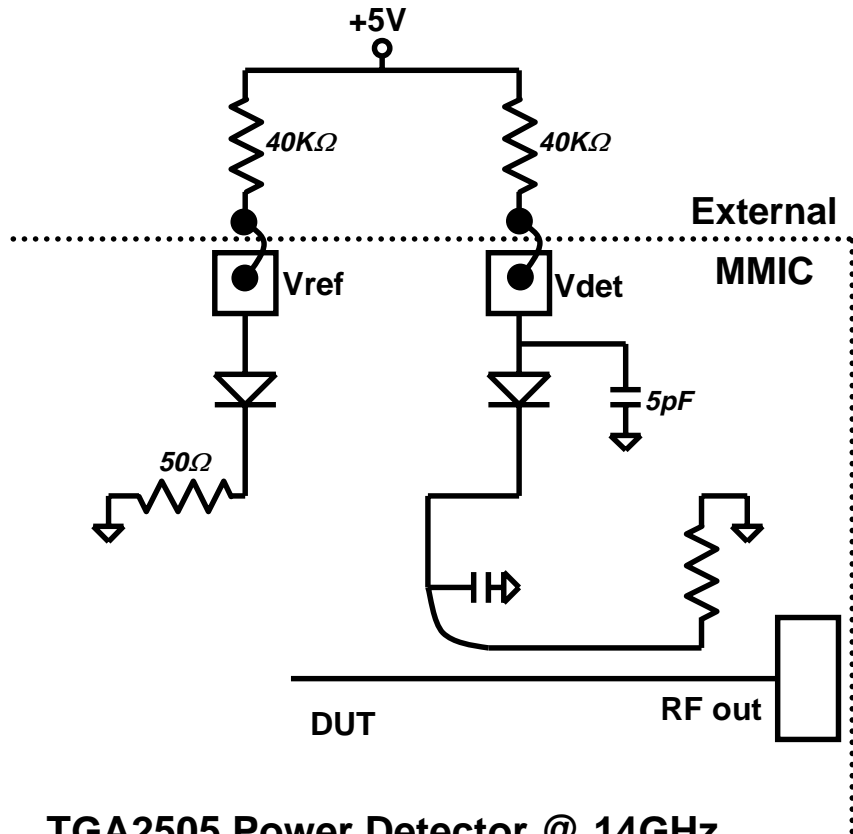 +5V
40KΩ
40KΩ
External
MMIC
Vref
Vdet
5pF
50Ω
RF out
DUT
TGA2505 Power Detector @ 14GHz